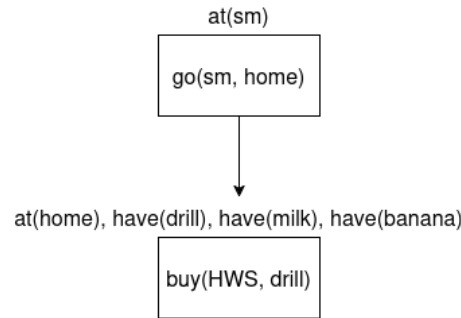 at(sm)
go(sm, home)
at(home), have(drill), have(milk), have(banana)
buy(HWS, drill)